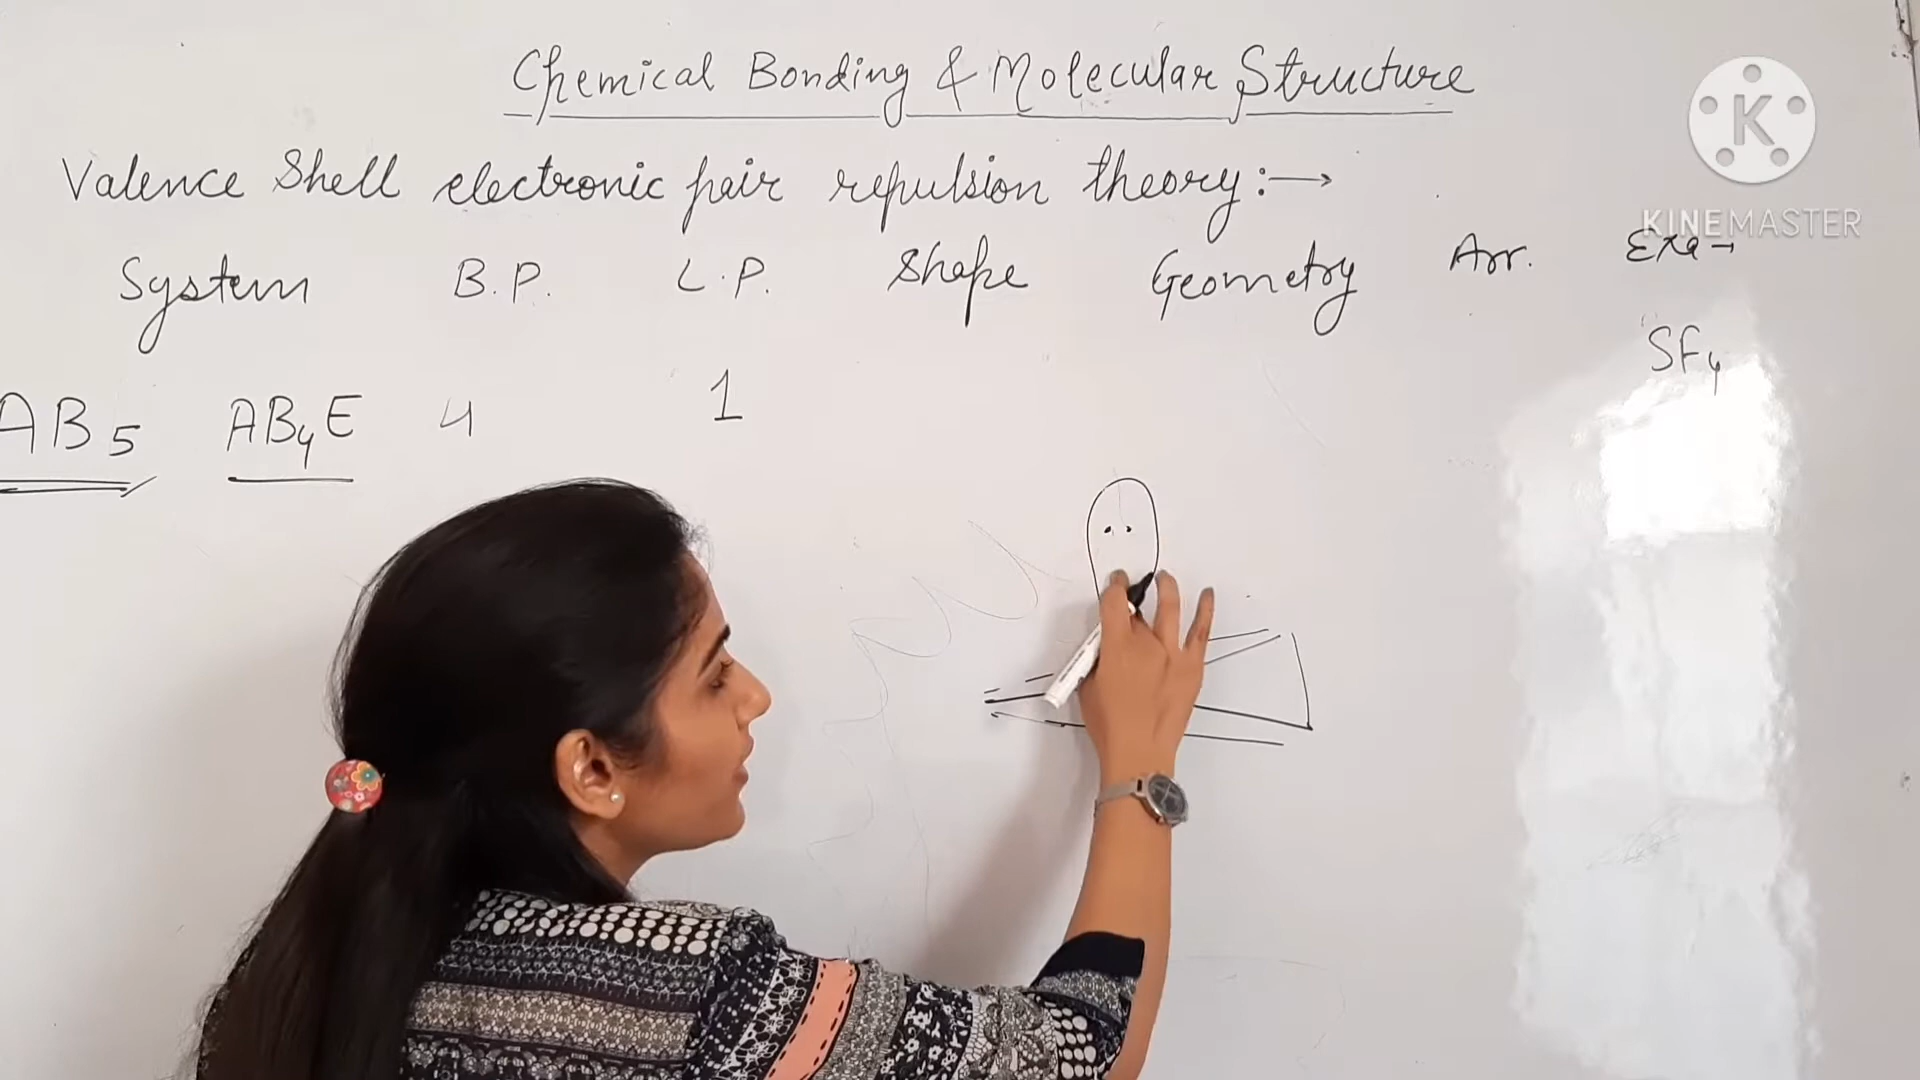 Chemical Bonding & Molecular Structure
Valence Shell electronic pair repulsion theory:→
System B.P. L.P. Shape Geometry Arr. Exa→
SF₄
AB₅ AB₄E 4 1
K
KINEMASTER